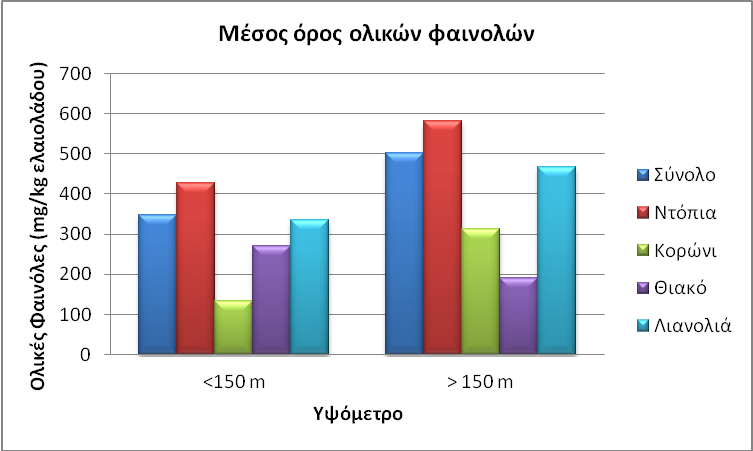 Μέσος όρος ολικών φαινολών
Ολικές Φαινόλες (mg/kg ελαιολάδου)
700
600
500
400
300
200
100
0
<150 m
> 150 m
Υψόμετρο
Σύνολο
Ντόπια
Κορώνι
Θιακό
Λιανολιά